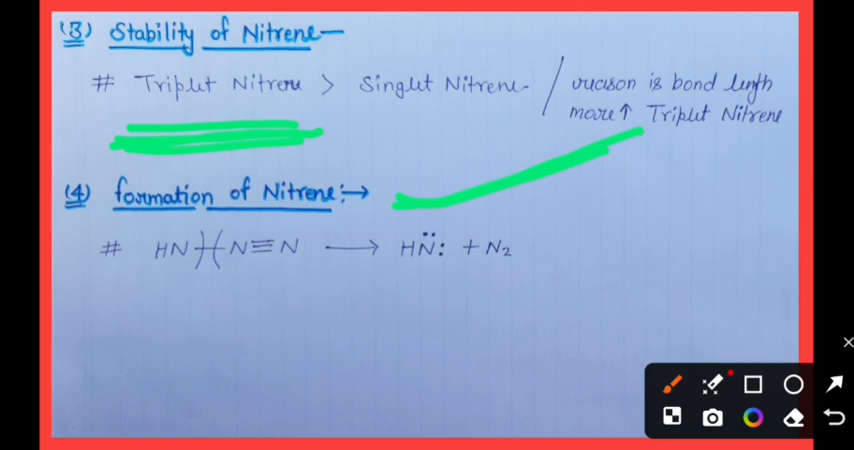 (3) Stability of Nitrene-
# Triplet Nitrene > Singlet Nitrene- / reason is bond length
more↑ Triplet Nitrene
(4) formation of Nitrene:→
# HN N≡N ⟶ HN̈: + N₂